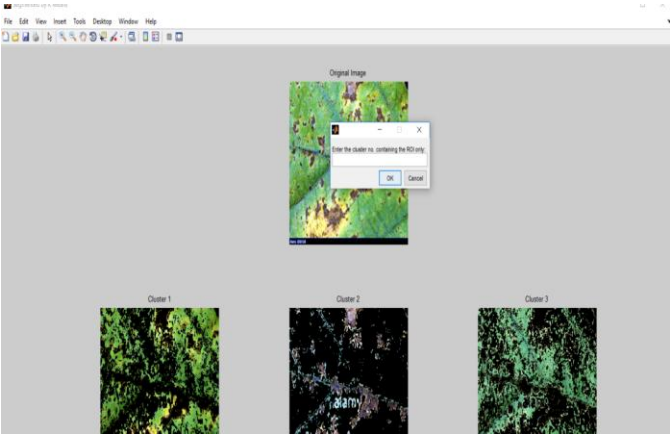 File Edit View Insert Tools Desktop Window Help
Original Image
Enter the cluster no. containing the ROI only:
OK Cancel
Cluster 1 Cluster 2 Cluster 3
alamy